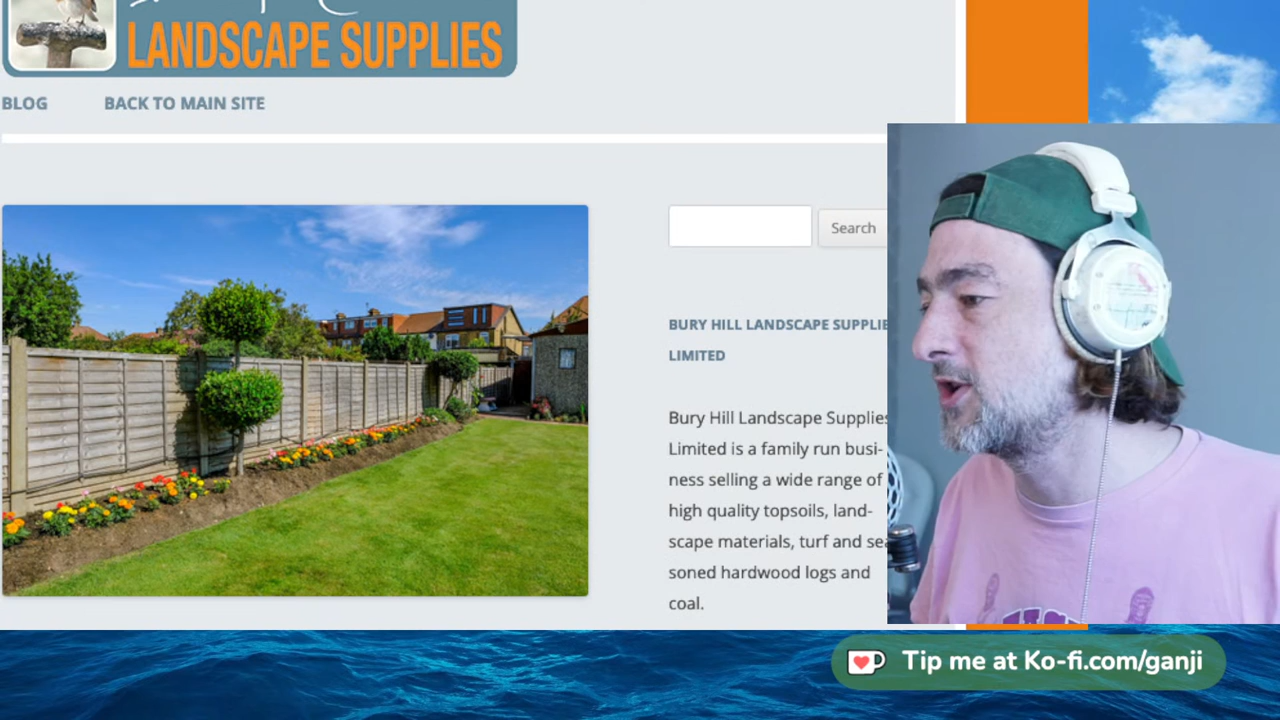 LANDSCAPE SUPPLIES
BLOG
BACK TO MAIN SITE
Search
BURY HILL LANDSCAPE SUPPLIE
LIMITED
Bury Hill Landscape Supplies
Limited is a family run busi-
ness selling a wide range of
high quality topsoils, land-
scape materials, turf and sea
soned hardwood logs and
coal.
Tip me at Ko-fi.com/ganji